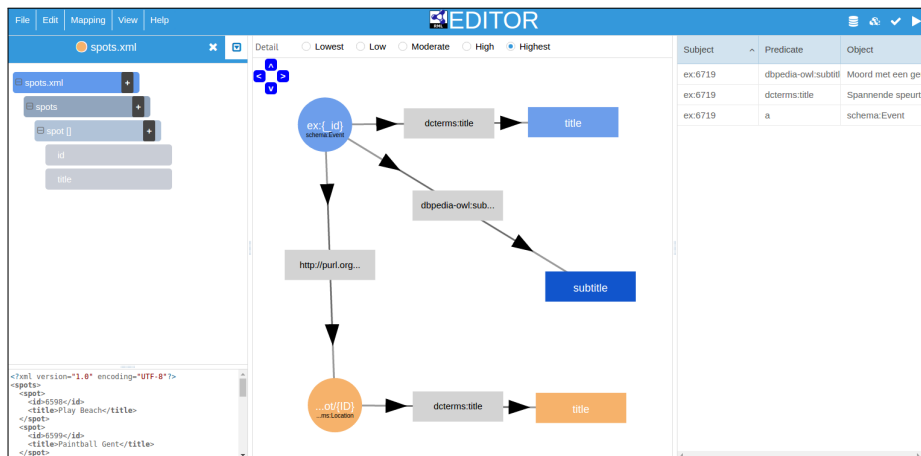 File Edit Mapping View Help
RML EDITOR
spots.xml
spots.xml +
spots +
spot [] +
id
title
<?xml version="1.0" encoding="UTF-8"?>
<spots>
<spot>
<id>6598</id>
<title>Play Beach</title>
</spot>
<spot>
<id>6599</id>
<title>Paintball Gent</title>
Detail Lowest Low Moderate High Highest
ex:{_id}
schema:Event
dcterms:title
title
dbpedia-owl:sub...
http://purl.org...
subtitle
...ot/{ID}
...ms:Location
dcterms:title
title
Subject Predicate Object
ex:6719 dbpedia-owl:subtitl Moord met een ge
ex:6719 dcterms:title Spannende speurt
ex:6719 a schema:Event